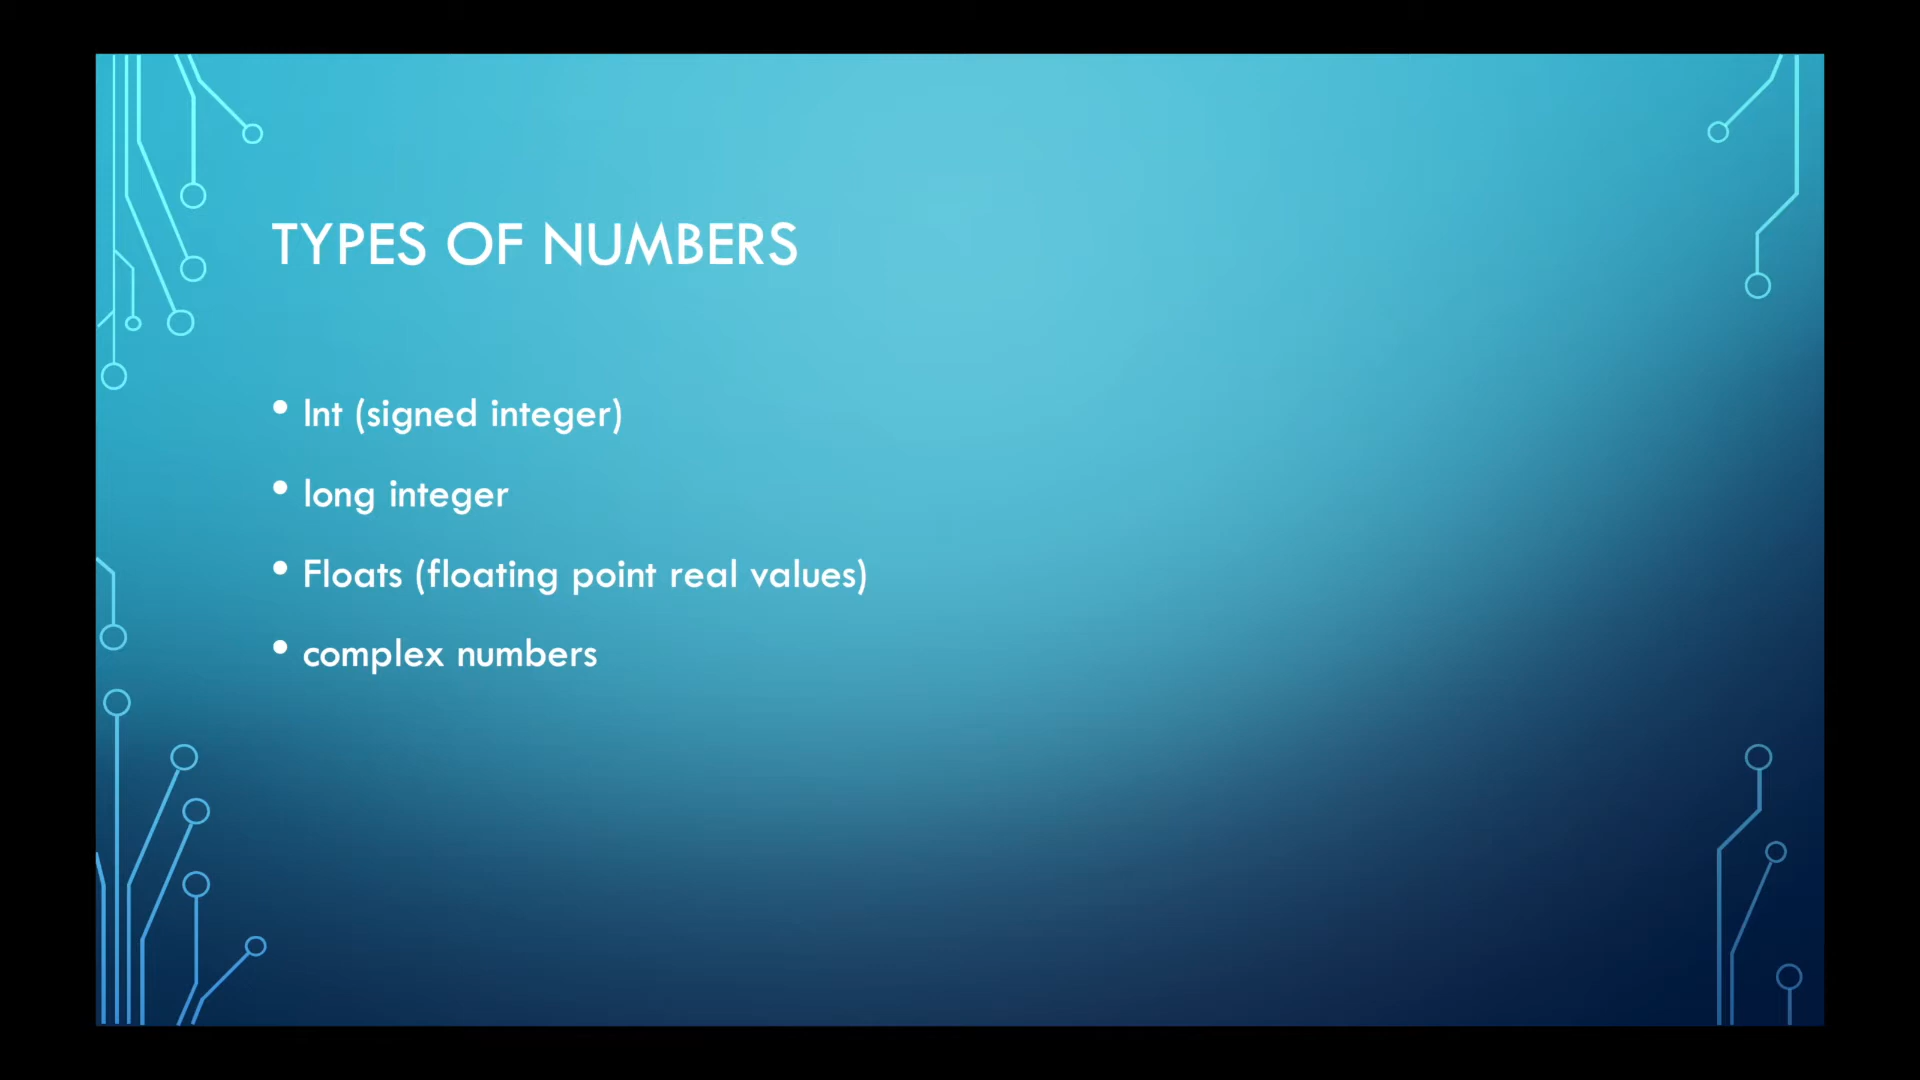 TYPES OF NUMBERS
• Int (signed integer)
• long integer
• Floats (floating point real values)
• complex numbers